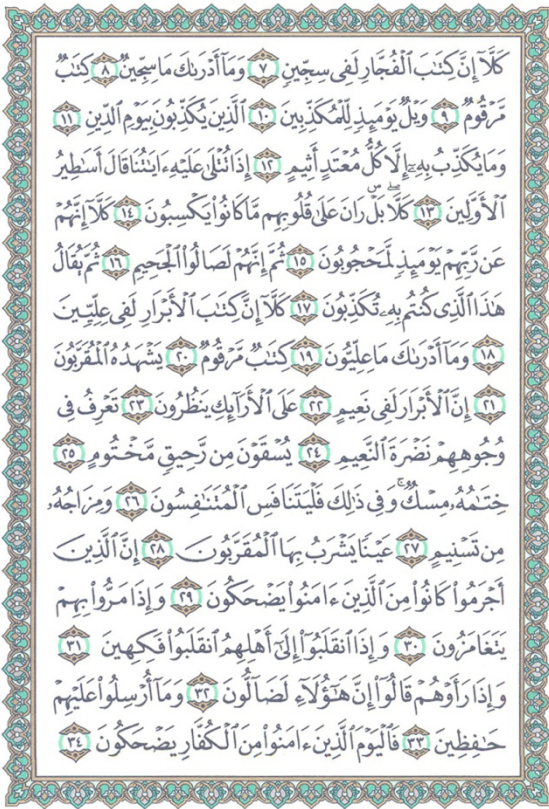 كَلَّآ إِنَّ كِتَٰبَ ٱلْفُجَّارِ لَفِى سِجِّينٍ ٧ وَمَآ أَدْرَىٰكَ مَا سِجِّينٌ ٨ كِتَٰبٌ
مَّرْقُومٌ ٩ وَيْلٌ يَوْمَئِذٍ لِّلْمُكَذِّبِينَ ١٠ ٱلَّذِينَ يُكَذِّبُونَ بِيَوْمِ ٱلدِّينِ ١١
وَمَا يُكَذِّبُ بِهِۦٓ إِلَّا كُلُّ مُعْتَدٍ أَثِيمٍ ١٢ إِذَا تُتْلَىٰ عَلَيْهِ ءَايَٰتُنَا قَالَ أَسَٰطِيرُ
ٱلْأَوَّلِينَ ١٣ كَلَّا ۖ بَلْ ۜ رَانَ عَلَىٰ قُلُوبِهِم مَّا كَانُوا۟ يَكْسِبُونَ ١٤ كَلَّآ إِنَّهُمْ
عَن رَّبِّهِمْ يَوْمَئِذٍ لَّمَحْجُوبُونَ ١٥ ثُمَّ إِنَّهُمْ لَصَالُوا۟ ٱلْجَحِيمِ ١٦ ثُمَّ يُقَالُ
هَٰذَا ٱلَّذِى كُنتُم بِهِۦ تُكَذِّبُونَ ١٧ كَلَّآ إِنَّ كِتَٰبَ ٱلْأَبْرَارِ لَفِى عِلِّيِّينَ
١٨ وَمَآ أَدْرَىٰكَ مَا عِلِّيُّونَ ١٩ كِتَٰبٌ مَّرْقُومٌ ٢٠ يَشْهَدُهُ ٱلْمُقَرَّبُونَ
٢١ إِنَّ ٱلْأَبْرَارَ لَفِى نَعِيمٍ ٢٢ عَلَى ٱلْأَرَآئِكِ يَنظُرُونَ ٢٣ تَعْرِفُ فِى
وُجُوهِهِمْ نَضْرَةَ ٱلنَّعِيمِ ٢٤ يُسْقَوْنَ مِن رَّحِيقٍ مَّخْتُومٍ ٢٥
خِتَٰمُهُۥ مِسْكٌ ۚ وَفِى ذَٰلِكَ فَلْيَتَنَافَسِ ٱلْمُتَنَٰفِسُونَ ٢٦ وَمِزَاجُهُۥ
مِن تَسْنِيمٍ ٢٧ عَيْنًا يَشْرَبُ بِهَا ٱلْمُقَرَّبُونَ ٢٨ إِنَّ ٱلَّذِينَ
أَجْرَمُوا۟ كَانُوا۟ مِنَ ٱلَّذِينَ ءَامَنُوا۟ يَضْحَكُونَ ٢٩ وَإِذَا مَرُّوا۟ بِهِمْ
يَتَغَامَزُونَ ٣٠ وَإِذَا ٱنقَلَبُوٓا۟ إِلَىٰٓ أَهْلِهِمُ ٱنقَلَبُوا۟ فَكِهِينَ ٣١
وَإِذَا رَأَوْهُمْ قَالُوٓا۟ إِنَّ هَٰٓؤُلَآءِ لَضَآلُّونَ ٣٢ وَمَآ أُرْسِلُوا۟ عَلَيْهِمْ
حَٰفِظِينَ ٣٣ فَٱلْيَوْمَ ٱلَّذِينَ ءَامَنُوا۟ مِنَ ٱلْكُفَّارِ يَضْحَكُونَ ٣٤